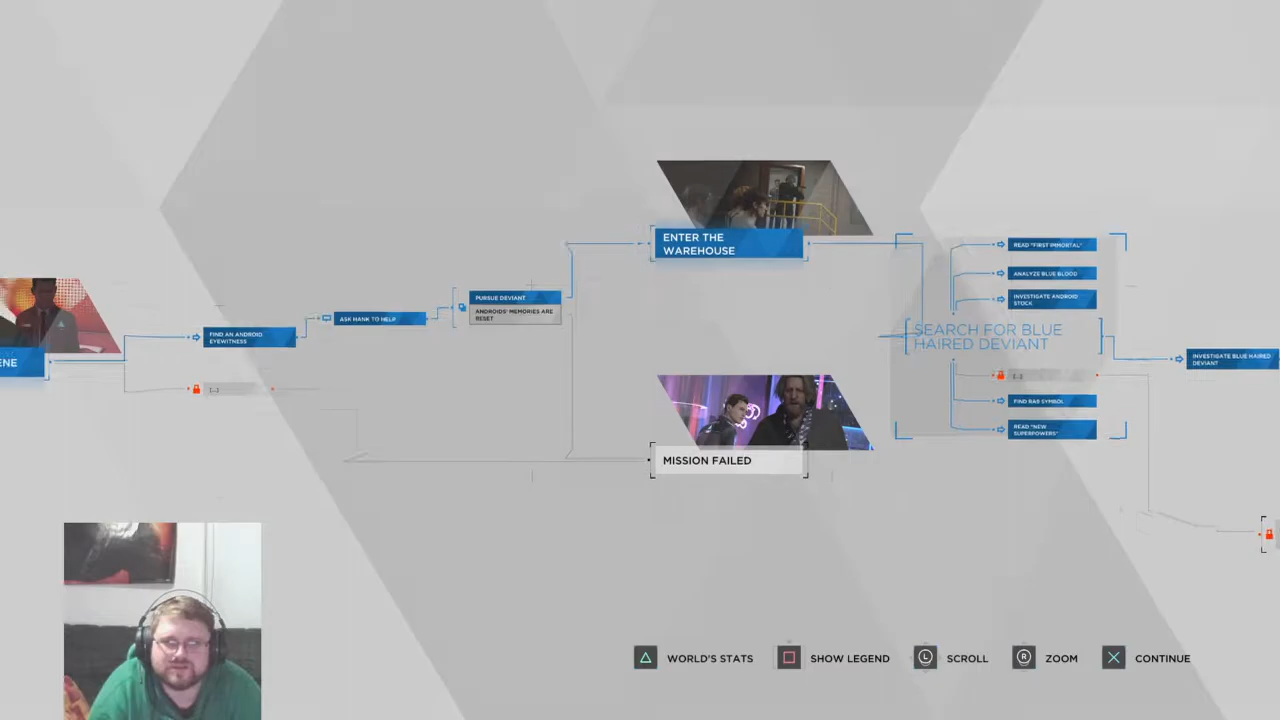 ENE
FIND AN ANDROID
EYEWITNESS
[...]
ASK HANK TO HELP
PURSUE DEVIANT
ANDROIDS' MEMORIES ARE
RESET
ENTER THE
WAREHOUSE
MISSION FAILED
READ "FIRST IMMORTAL"
ANALYZE BLUE BLOOD
INVESTIGATE ANDROID
STOCK
SEARCH FOR BLUE
HAIRED DEVIANT
[...]
FIND RA9 SYMBOL
READ "NEW
SUPERPOWERS"
INVESTIGATE BLUE HAIRED
DEVIANT
WORLD'S STATS
SHOW LEGEND
L SCROLL
R ZOOM
CONTINUE